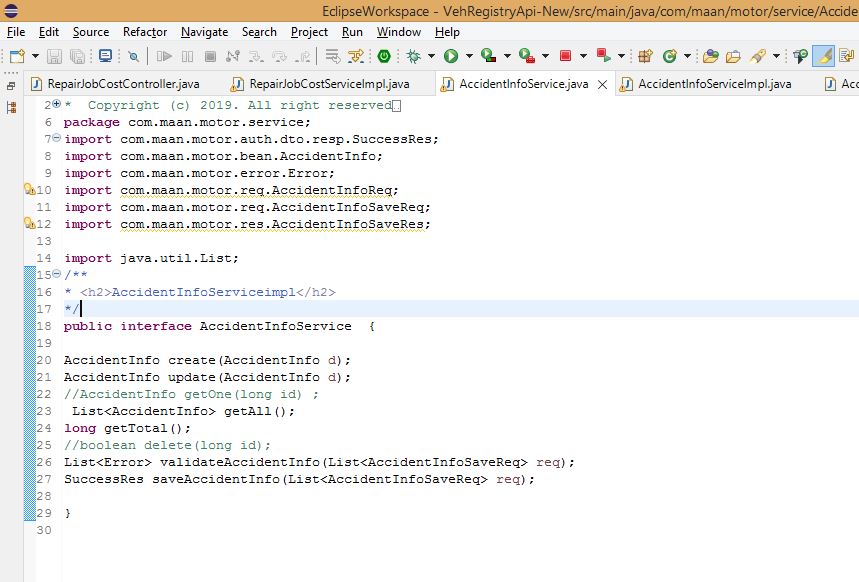 EclipseWorkspace - VehRegistryApi-New/src/main/java/com/maan/motor/service/Accide
File Edit Source Refactor Navigate Search Project Run Window Help
RepairJobCostController.java RepairJobCostServiceImpl.java AccidentInfoService.java AccidentInfoServiceImpl.java Acc
2 * Copyright (c) 2019. All right reserved
6 package com.maan.motor.service;
7 import com.maan.motor.auth.dto.resp.SuccessRes;
8 import com.maan.motor.bean.AccidentInfo;
9 import com.maan.motor.error.Error;
10 import com.maan.motor.req.AccidentInfoReq;
11 import com.maan.motor.req.AccidentInfoSaveReq;
12 import com.maan.motor.res.AccidentInfoSaveRes;
13
14 import java.util.List;
15 /**
16 * <h2>AccidentInfoServiceimpl</h2>
17 */
18 public interface AccidentInfoService {
19
20 AccidentInfo create(AccidentInfo d);
21 AccidentInfo update(AccidentInfo d);
22 //AccidentInfo getOne(long id) ;
23 List<AccidentInfo> getAll();
24 long getTotal();
25 //boolean delete(long id);
26 List<Error> validateAccidentInfo(List<AccidentInfoSaveReq> req);
27 SuccessRes saveAccidentInfo(List<AccidentInfoSaveReq> req);
28
29 }
30